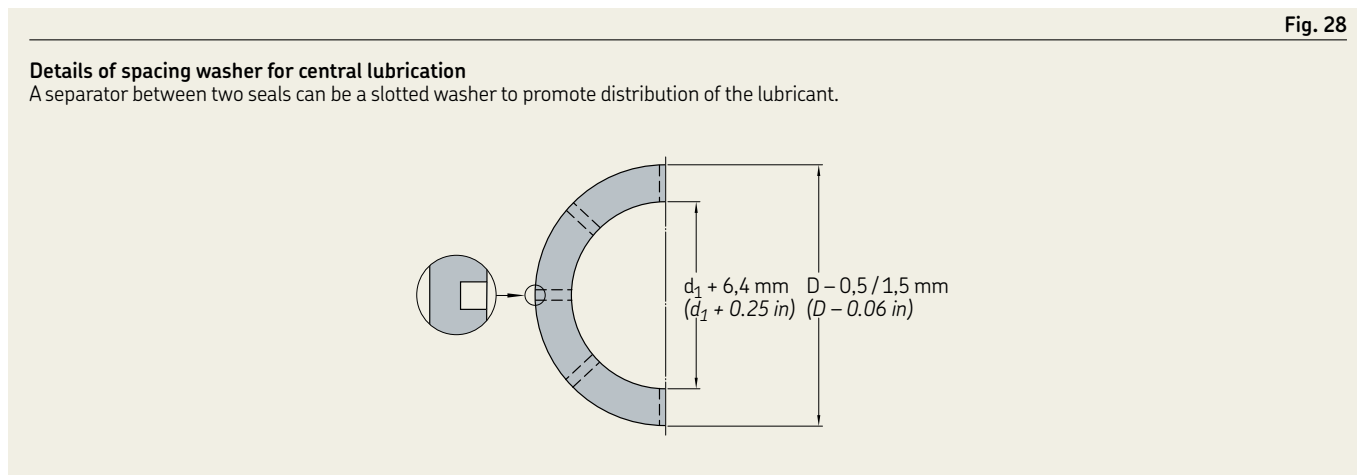 Fig. 28
Details of spacing washer for central lubrication
A separator between two seals can be a slotted washer to promote distribution of the lubricant.
d1 + 6,4 mm D – 0,5 / 1,5 mm
(d1 + 0.25 in) (D – 0.06 in)